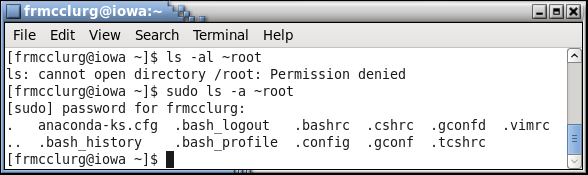 frmcclurg@iowa:~
File Edit View Search Terminal Help
[frmcclurg@iowa ~]$ ls -al ~root
ls: cannot open directory /root: Permission denied
[frmcclurg@iowa ~]$ sudo ls -a ~root
[sudo] password for frmcclurg:
.   anaconda-ks.cfg  .bash_logout   .bashrc  .cshrc  .gconfd  .vimrc
..  .bash_history    .bash_profile  .config  .gconf  .tcshrc
[frmcclurg@iowa ~]$